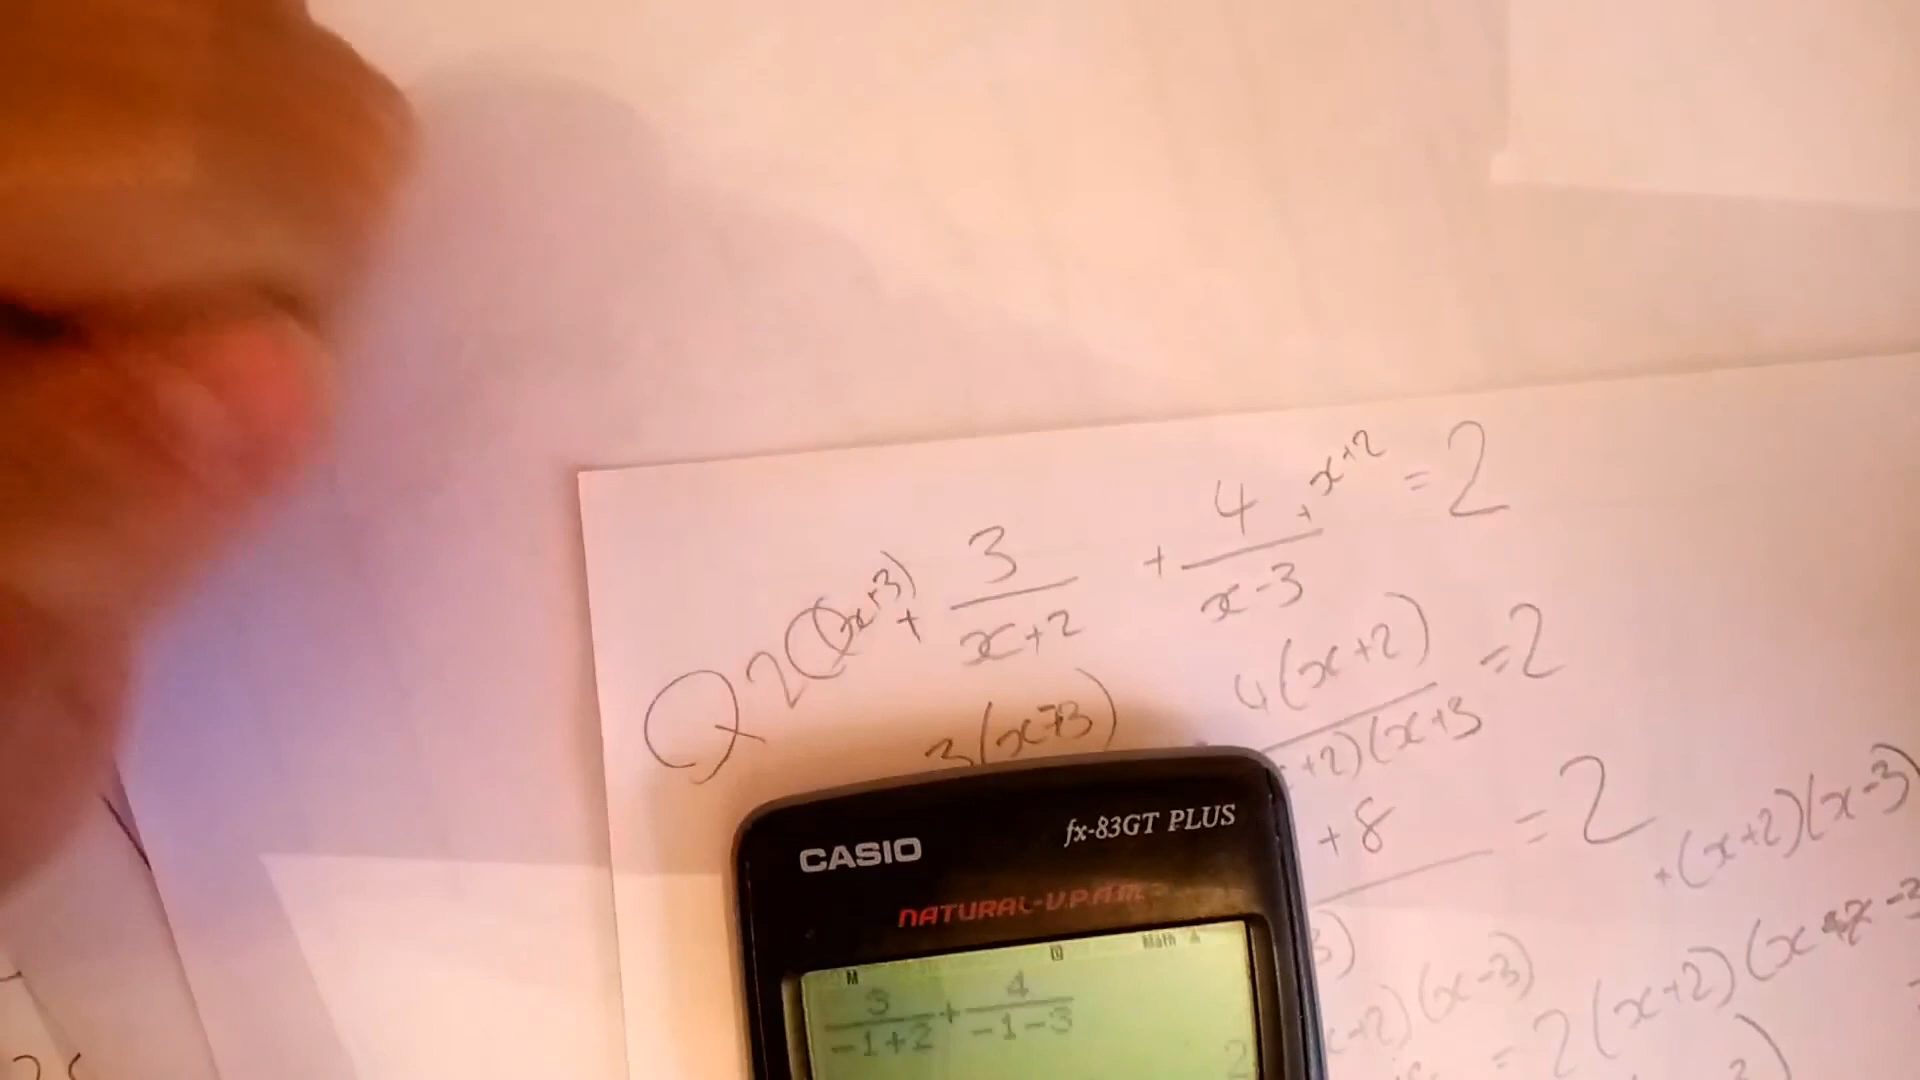 Q2 (x-3) + 3/(x+2) + 4/(x-3) + x+2 = 2
3(x-3) 4(x+2) = 2
+2)(x+3
+8 = 2 +(x+2)(x-3)
CASIO fx-83GT PLUS
NATURAL-V.P.A.M.
M D Math ▲
3/(-1+2) + 4/(-1-3)
2
3)
+2)(x-3) = 2(x+2)(x